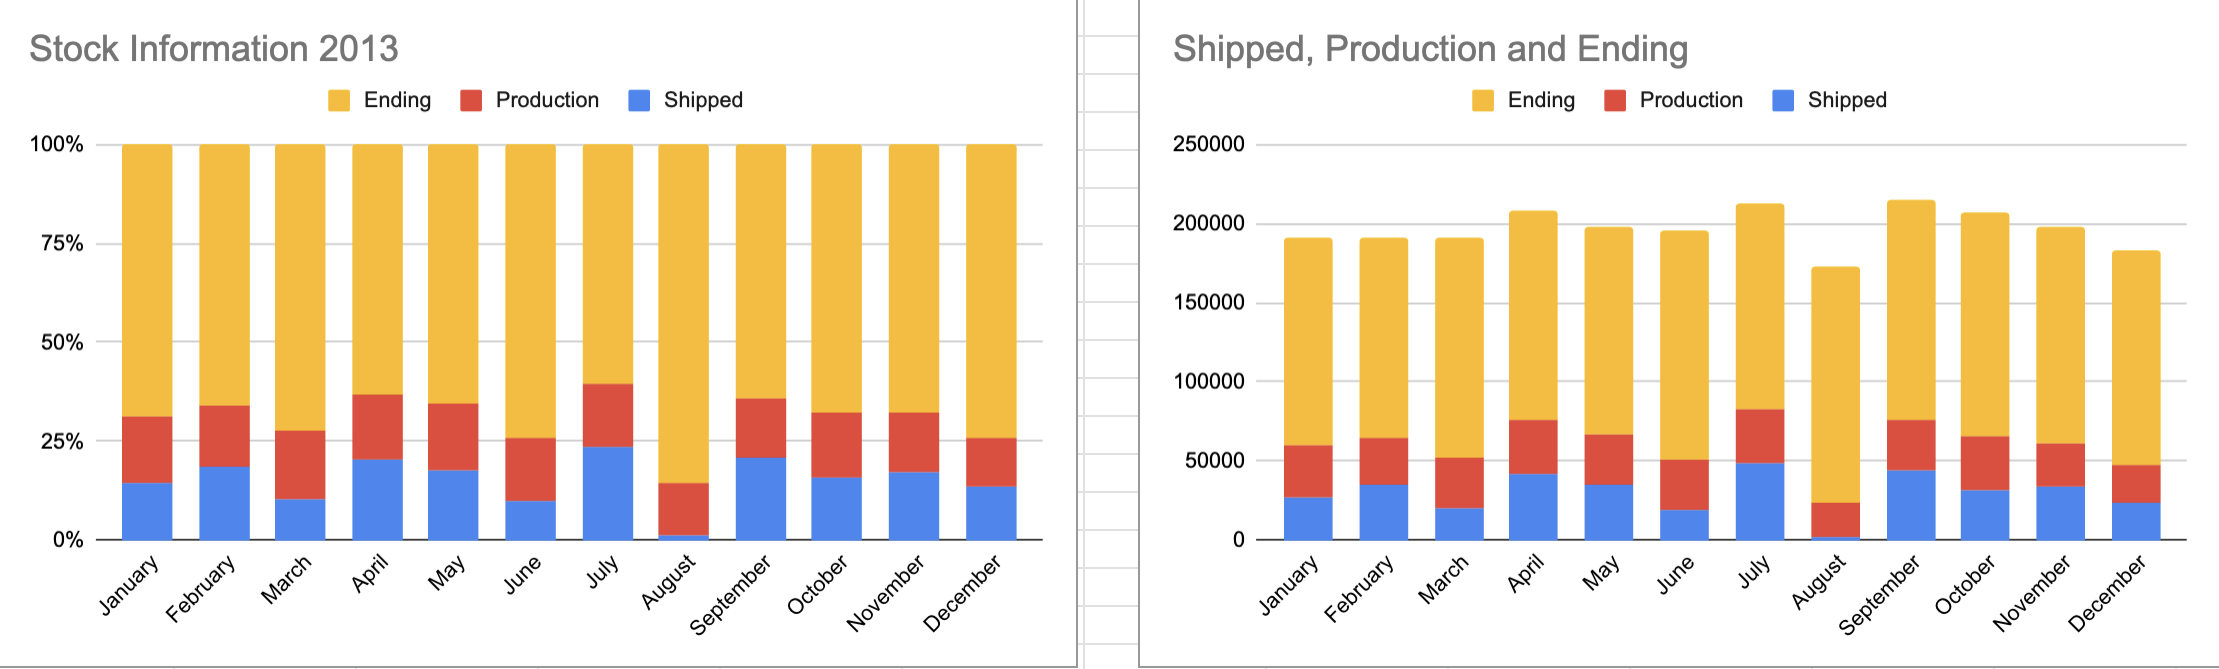 Stock Information 2013
Ending Production Shipped
100%
75%
50%
25%
0%
January February March April May June July August September October November December
Shipped, Production and Ending
Ending Production Shipped
250000
200000
150000
100000
50000
0
January February March April May June July August September October November December